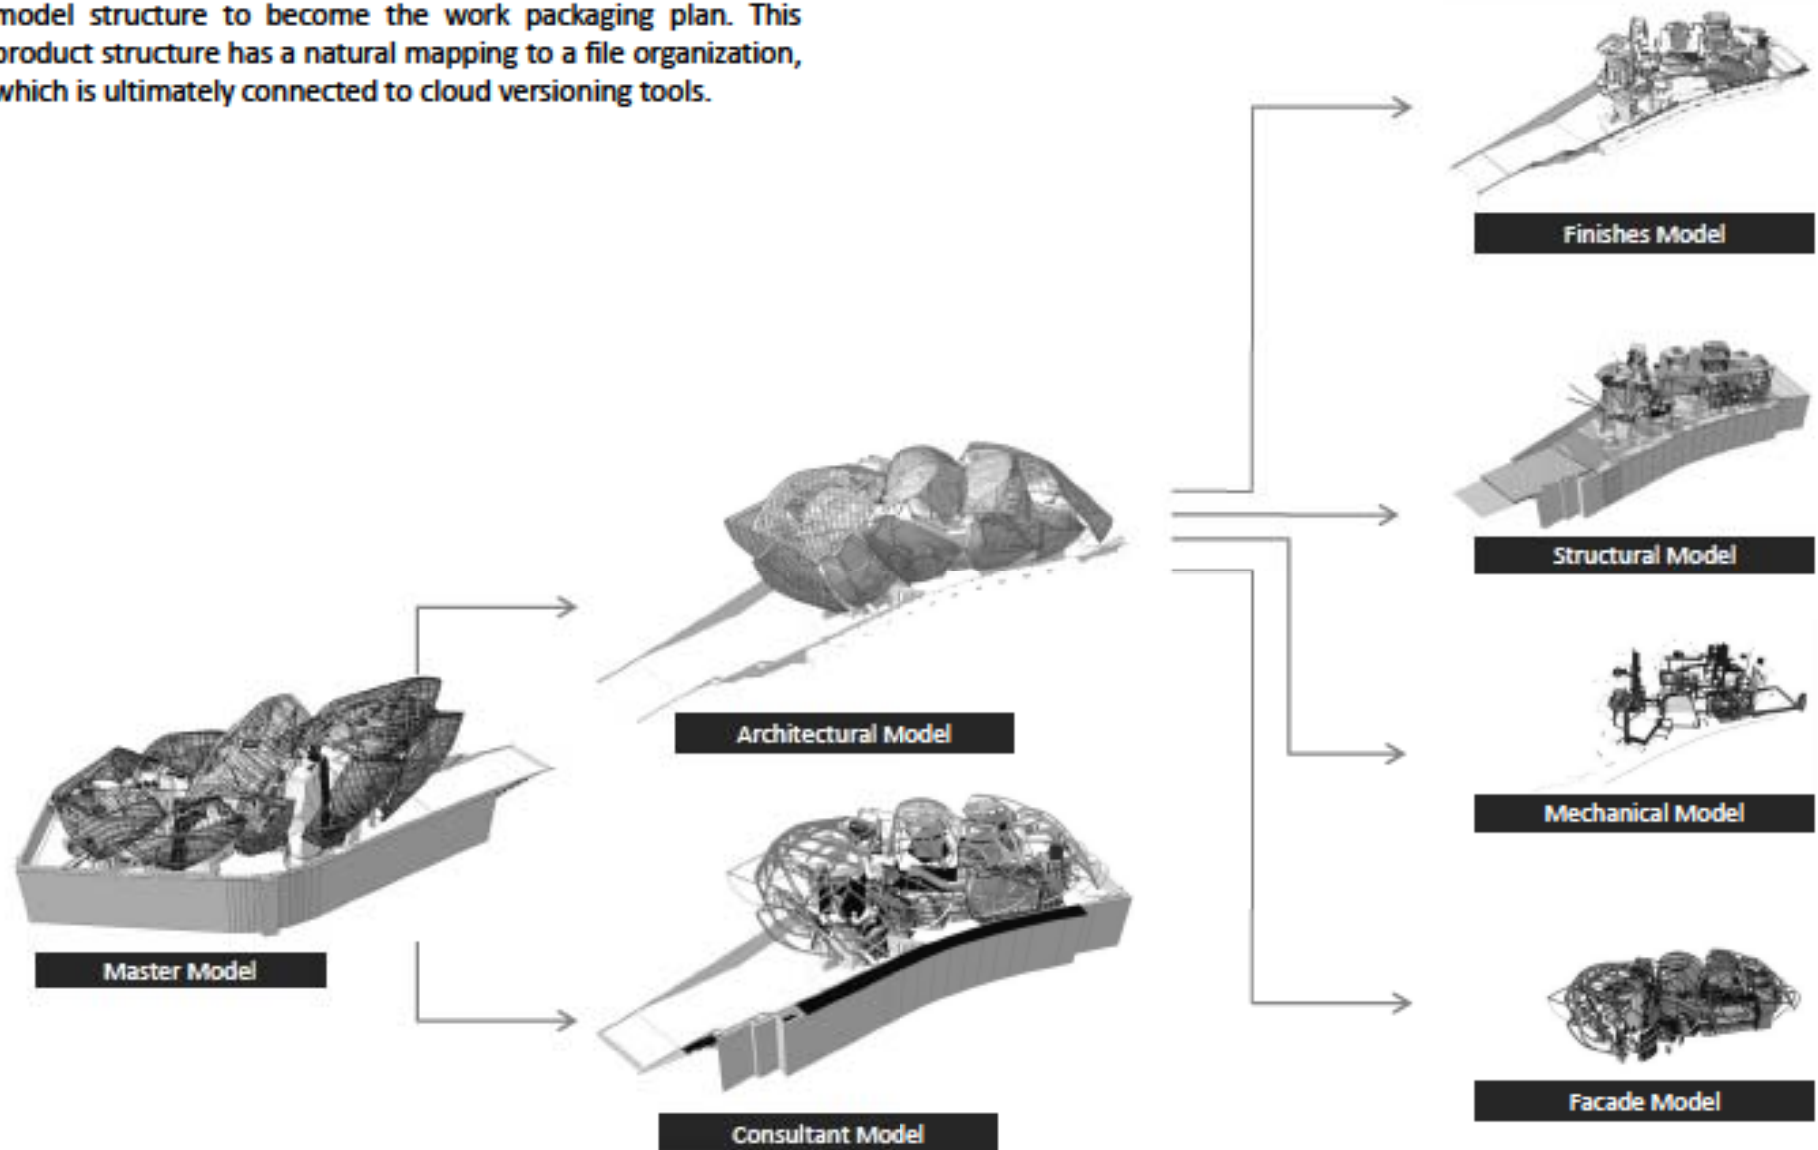 model structure to become the work packaging plan. This
product structure has a natural mapping to a file organization,
which is ultimately connected to cloud versioning tools.
Finishes Model
Structural Model
Architectural Model
Mechanical Model
Master Model
Facade Model
Consultant Model